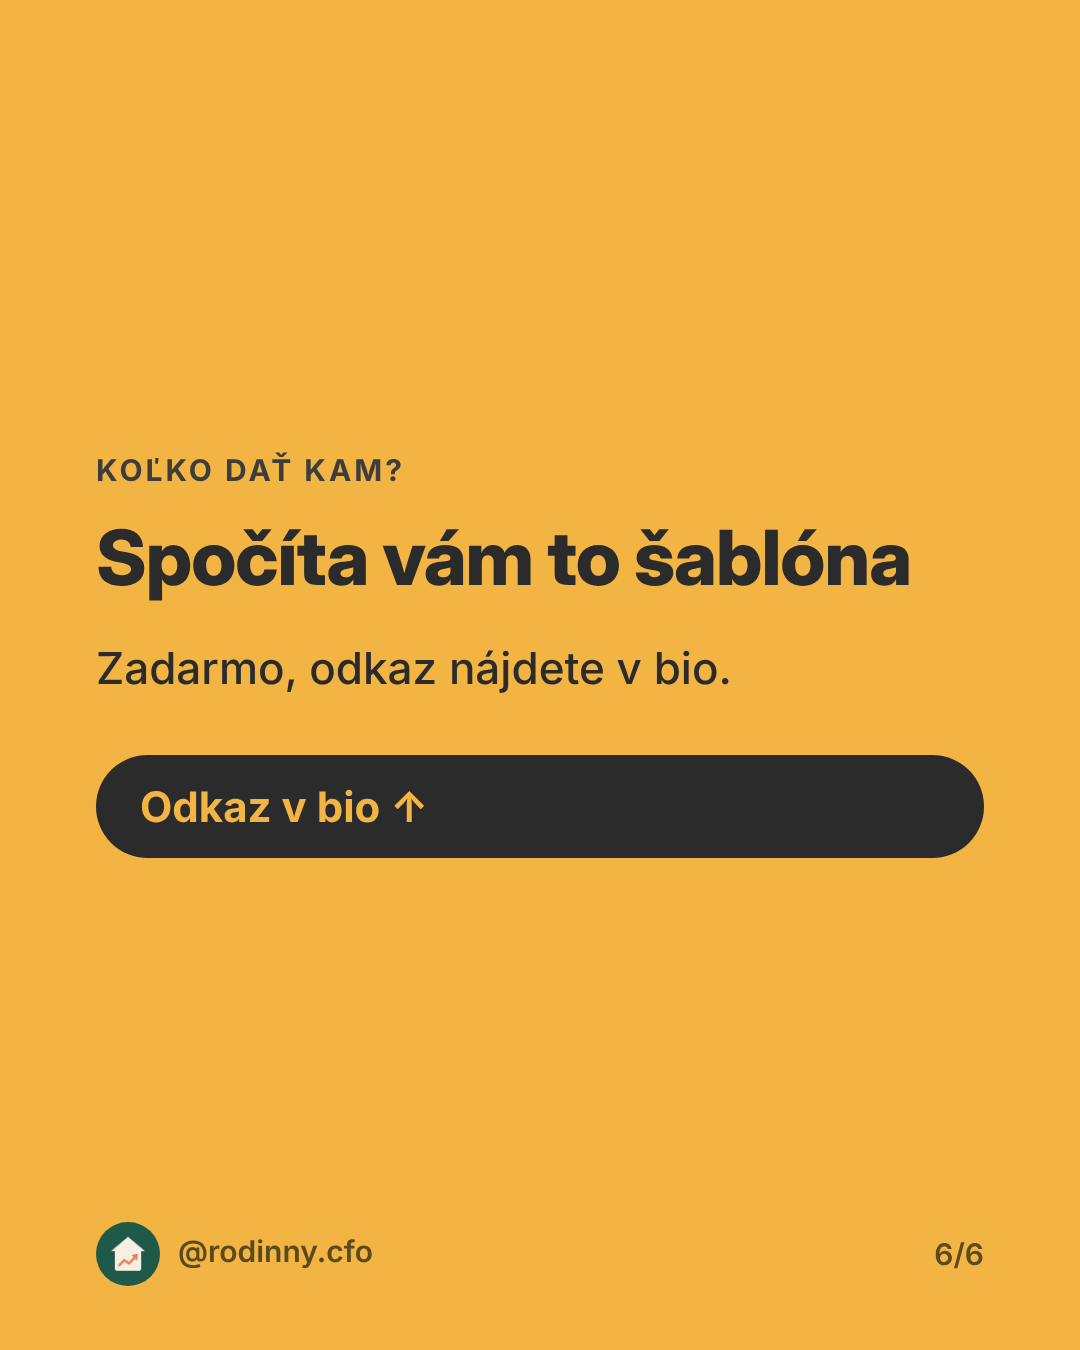 KOĽKO DAŤ KAM?
Spočíta vám to šablóna
Zadarmo, odkaz nájdete v bio.
Odkaz v bio ↑
@rodinny.cfo
6/6